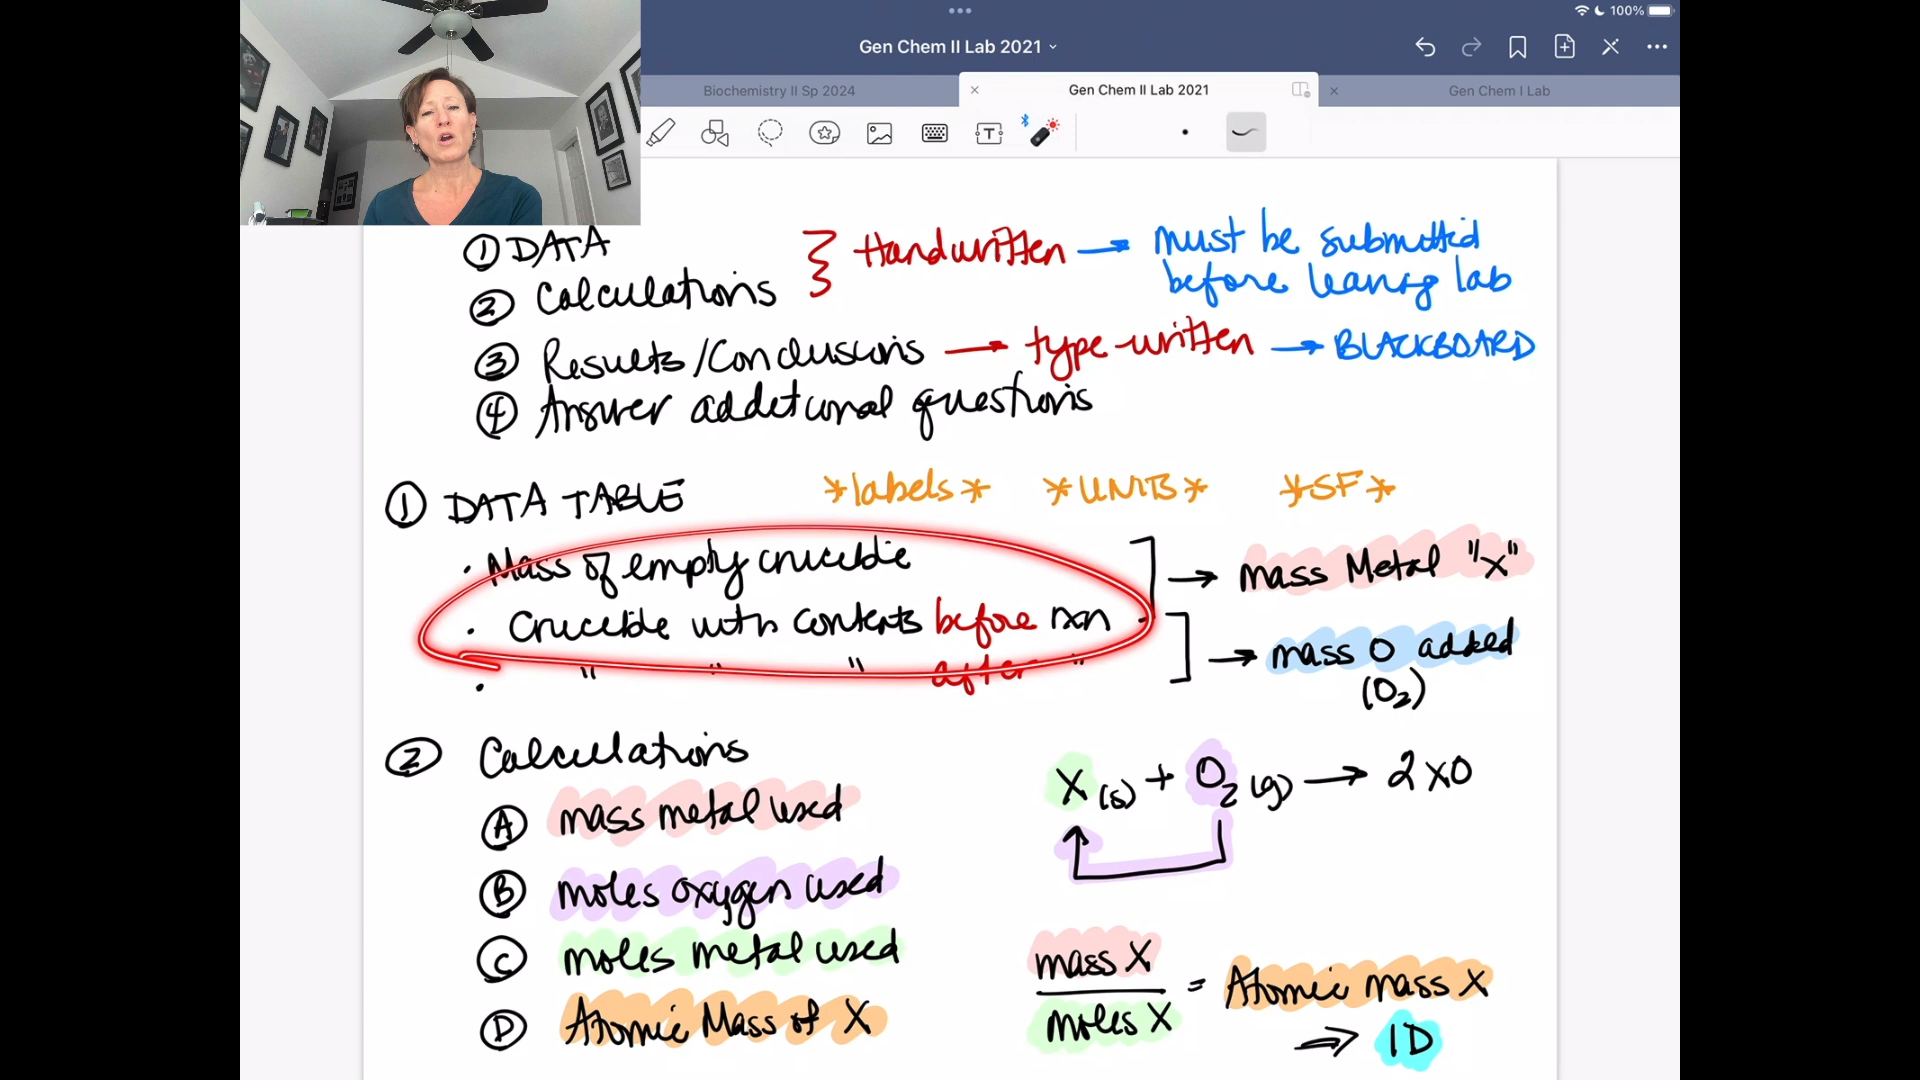 100%
Gen Chem II Lab 2021
Biochemistry II Sp 2024
Gen Chem II Lab 2021
Gen Chem I Lab
① DATA
② Calculations } Handwritten → must be submitted before leaving lab
③ Results/Conclusions → type-written → BLACKBOARD
④ Answer additional questions
① DATA TABLE *labels* *UNITS* *SF*
· Mass of empty crucible
→ mass Metal "X"
· Crucible with contents before rxn
→ mass O added
· " " " after "
(O₂)
② Calculations
X (s) + O₂ (g) → 2XO
Ⓐ mass metal used
Ⓑ moles oxygen used
Ⓒ moles metal used
Ⓓ Atomic Mass of X
mass X
moles X
= Atomic mass X
⇒ ID